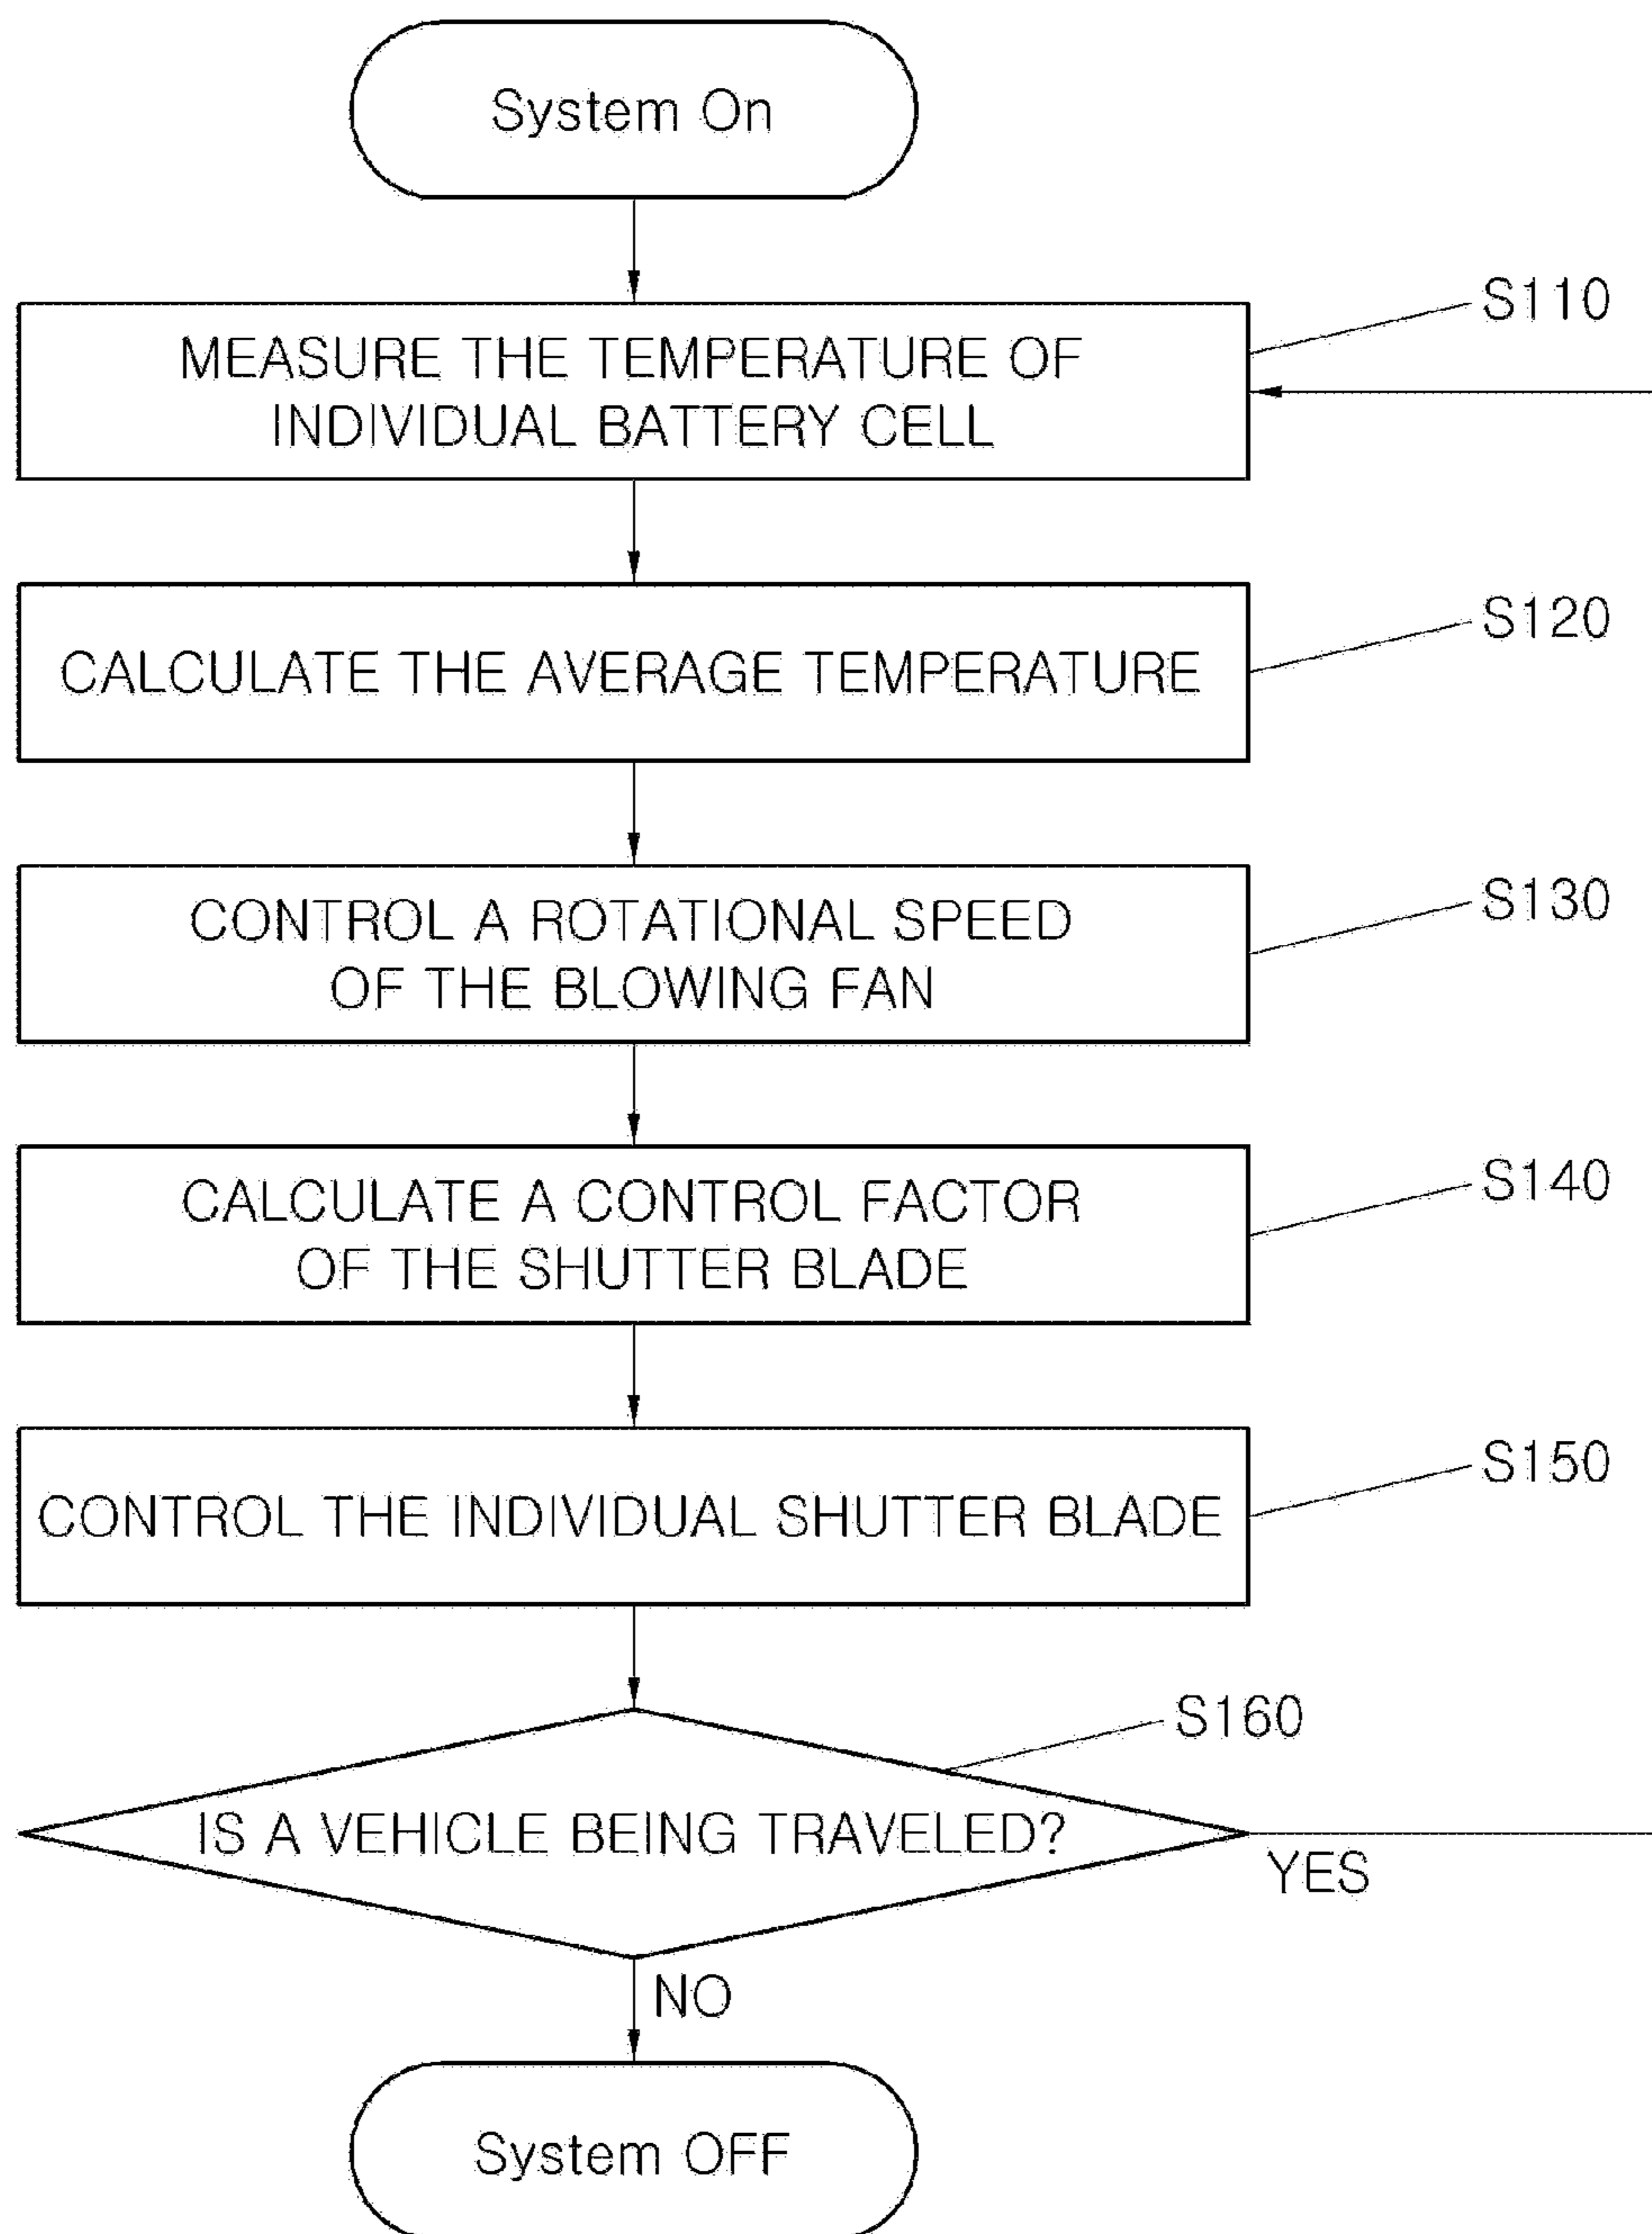 System On
S110
MEASURE THE TEMPERATURE OF
INDIVIDUAL BATTERY CELL
S120
CALCULATE THE AVERAGE TEMPERATURE
S130
CONTROL A ROTATIONAL SPEED
OF THE BLOWING FAN
S140
CALCULATE A CONTROL FACTOR
OF THE SHUTTER BLADE
S150
CONTROL THE INDIVIDUAL SHUTTER BLADE
S160
IS A VEHICLE BEING TRAVELED?
YES
NO
System OFF